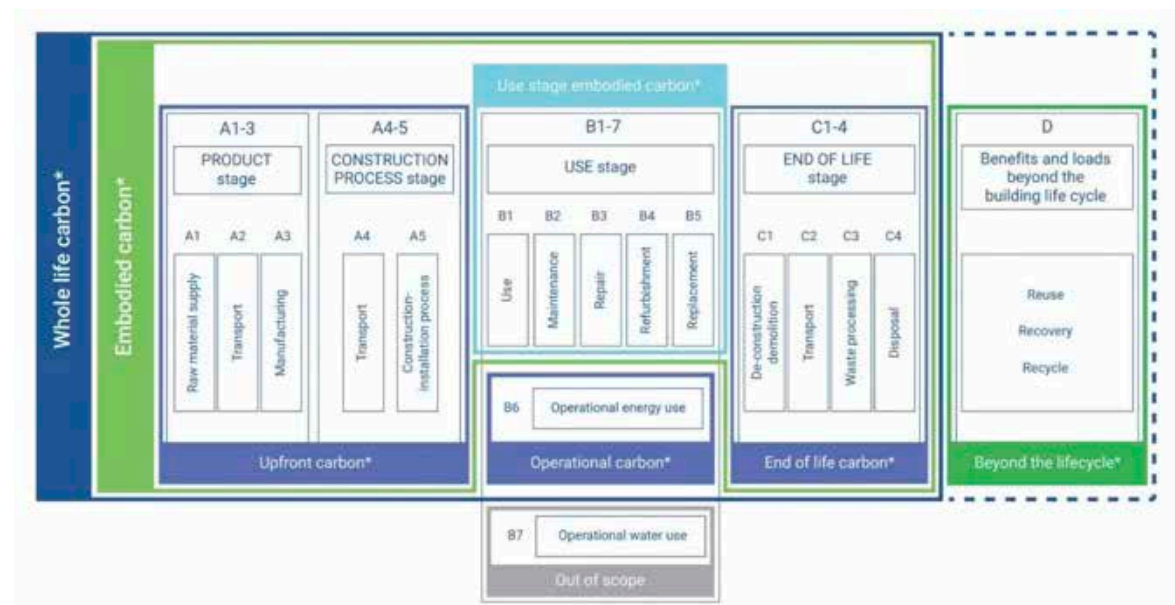 Whole life carbon*
Embodied carbon*
Use stage embodied carbon*
A1-3
PRODUCT
stage
A4-5
CONSTRUCTION
PROCESS stage
B1-7
USE stage
C1-4
END OF LIFE
stage
D
Benefits and loads
beyond the
building life cycle
A1
A2
A3
A4
A5
B1
B2
B3
B4
B5
C1
C2
C3
C4
Raw material supply
Transport
Manufacturing
Transport
Construction-
installation process
Use
Maintenance
Repair
Refurbishment
Replacement
De-construction
demolition
Transport
Waste processing
Disposal
Reuse
Recovery
Recycle
B6
Operational energy use
Upfront carbon*
Operational carbon*
End of life carbon*
Beyond the lifecycle*
B7
Operational water use
Out of scope